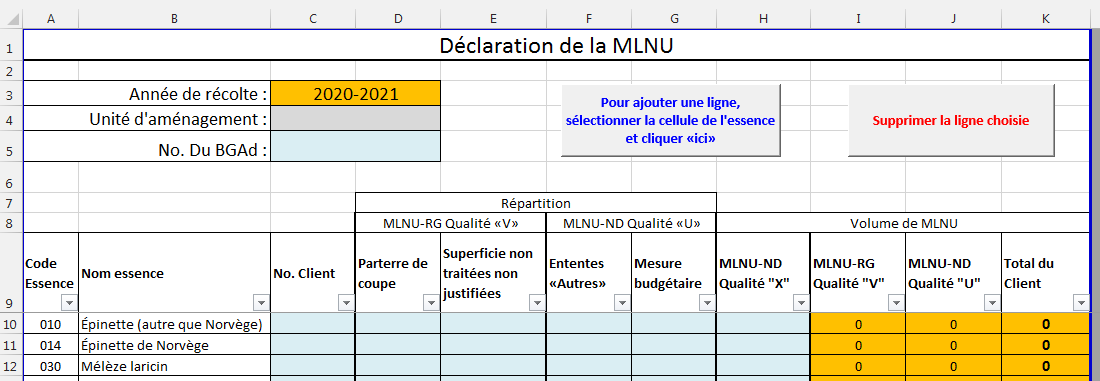 A B C D E F G H I J K
1 Déclaration de la MLNU
2
3 Année de récolte : 2020-2021
4 Unité d'aménagement :
5 No. Du BGAd :
Pour ajouter une ligne,
sélectionner la cellule de l'essence
et cliquer «ici»
Supprimer la ligne choisie
6
7 Répartition
8 MLNU-RG Qualité «V» MLNU-ND Qualité «U» Volume de MLNU
9
Code
Essence
Nom essence
No. Client
Parterre de
coupe
Superficie non
traitées non
justifiées
Ententes
«Autres»
Mesure
budgétaire
MLNU-ND
Qualité "X"
MLNU-RG
Qualité "V"
MLNU-ND
Qualité "U"
Total du
Client
10 010 Épinette (autre que Norvège) 0 0 0
11 014 Épinette de Norvège 0 0 0
12 030 Mélèze laricin 0 0 0